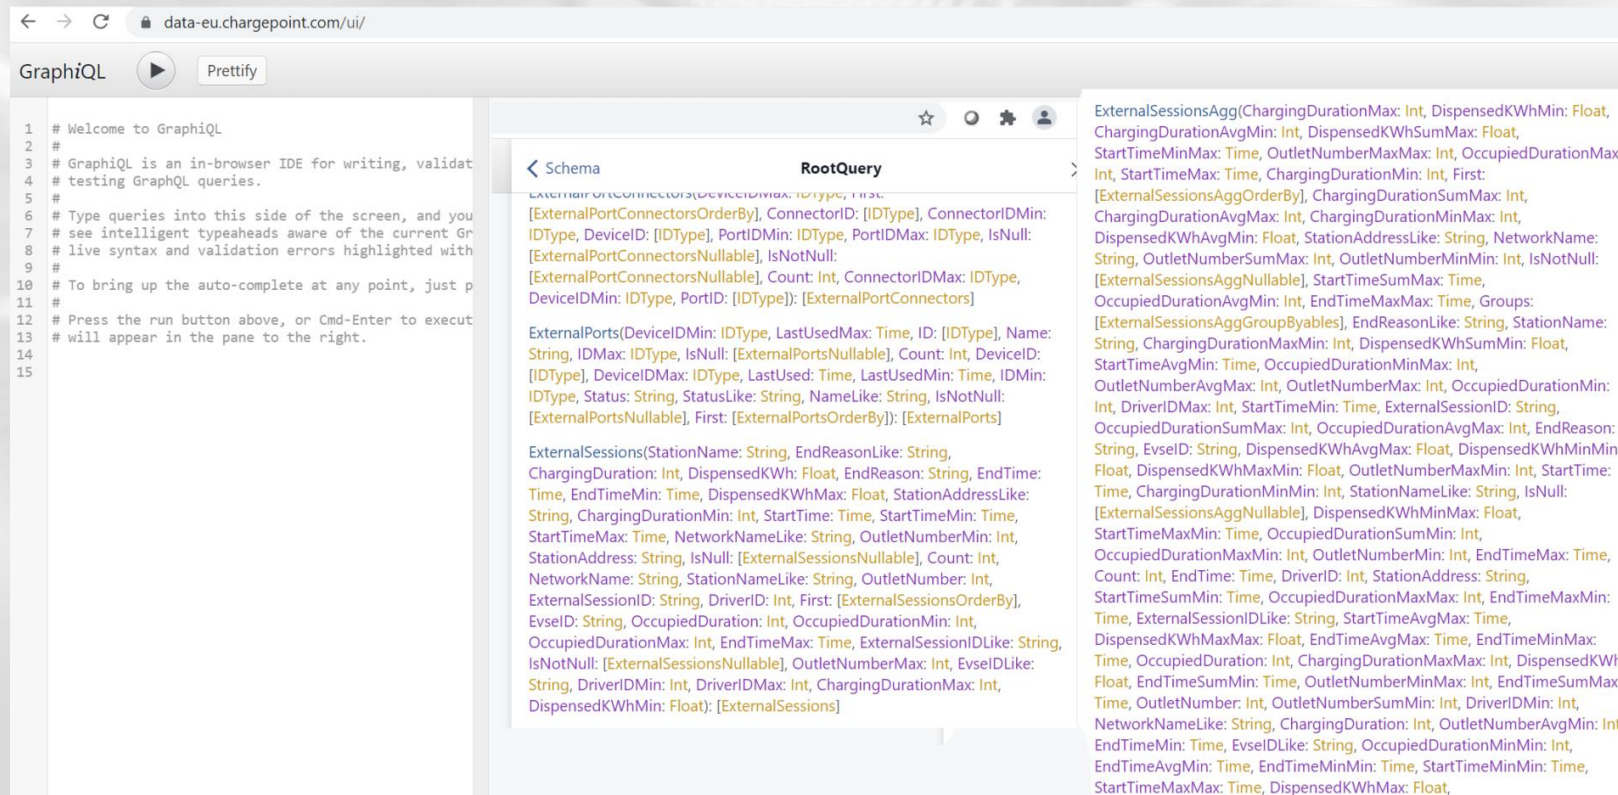 data-eu.chargepoint.com/ui/
GraphiQL
Prettify
1 # Welcome to GraphiQL
2 #
3 # GraphiQL is an in-browser IDE for writing, validat
4 # testing GraphQL queries.
5 #
6 # Type queries into this side of the screen, and you
7 # see intelligent typeaheads aware of the current Gr
8 # live syntax and validation errors highlighted with
9 #
10 # To bring up the auto-complete at any point, just p
11 #
12 # Press the run button above, or Cmd-Enter to execut
13 # will appear in the pane to the right.
14
15
Schema
RootQuery
ExternalPortConnectors(DeviceIDMax: IDType, First:
[ExternalPortConnectorsOrderBy], ConnectorID: [IDType], ConnectorIDMin:
IDType, DeviceID: [IDType], PortIDMin: IDType, PortIDMax: IDType, IsNull:
[ExternalPortConnectorsNullable], IsNotNull:
[ExternalPortConnectorsNullable], Count: Int, ConnectorIDMax: IDType,
DeviceIDMin: IDType, PortID: [IDType]): [ExternalPortConnectors]
ExternalPorts(DeviceIDMin: IDType, LastUsedMax: Time, ID: [IDType], Name:
String, IDMax: IDType, IsNull: [ExternalPortsNullable], Count: Int, DeviceID:
[IDType], DeviceIDMax: IDType, LastUsed: Time, LastUsedMin: Time, IDMin:
IDType, Status: String, StatusLike: String, NameLike: String, IsNotNull:
[ExternalPortsNullable], First: [ExternalPortsOrderBy]): [ExternalPorts]
ExternalSessions(StationName: String, EndReasonLike: String,
ChargingDuration: Int, DispensedKWh: Float, EndReason: String, EndTime:
Time, EndTimeMin: Time, DispensedKWhMax: Float, StationAddressLike:
String, ChargingDurationMin: Int, StartTime: Time, StartTimeMin: Time,
StartTimeMax: Time, NetworkNameLike: String, OutletNumberMin: Int,
StationAddress: String, IsNull: [ExternalSessionsNullable], Count: Int,
NetworkName: String, StationNameLike: String, OutletNumber: Int,
ExternalSessionID: String, DriverID: Int, First: [ExternalSessionsOrderBy],
EvseID: String, OccupiedDuration: Int, OccupiedDurationMin: Int,
OccupiedDurationMax: Int, EndTimeMax: Time, ExternalSessionIDLike: String,
IsNotNull: [ExternalSessionsNullable], OutletNumberMax: Int, EvseIDLike:
String, DriverIDMin: Int, DriverIDMax: Int, ChargingDurationMax: Int,
DispensedKWhMin: Float): [ExternalSessions]
ExternalSessionsAgg(ChargingDurationMax: Int, DispensedKWhMin: Float,
ChargingDurationAvgMin: Int, DispensedKWhSumMax: Float,
StartTimeMinMax: Time, OutletNumberMaxMax: Int, OccupiedDurationMax
Int, StartTimeMax: Time, ChargingDurationMin: Int, First:
[ExternalSessionsAggOrderBy], ChargingDurationSumMax: Int,
ChargingDurationAvgMax: Int, ChargingDurationMinMax: Int,
DispensedKWhAvgMin: Float, StationAddressLike: String, NetworkName:
String, OutletNumberSumMax: Int, OutletNumberMinMin: Int, IsNotNull:
[ExternalSessionsAggNullable], StartTimeSumMax: Time,
OccupiedDurationAvgMin: Int, EndTimeMaxMax: Time, Groups:
[ExternalSessionsAggGroupByables], EndReasonLike: String, StationName:
String, ChargingDurationMaxMin: Int, DispensedKWhSumMin: Float,
StartTimeAvgMin: Time, OccupiedDurationMinMax: Int,
OutletNumberAvgMax: Int, OutletNumberMax: Int, OccupiedDurationMin:
Int, DriverIDMax: Int, StartTimeMin: Time, ExternalSessionID: String,
OccupiedDurationSumMax: Int, OccupiedDurationAvgMax: Int, EndReason:
String, EvseID: String, DispensedKWhAvgMax: Float, DispensedKWhMinMin
Float, DispensedKWhMaxMin: Float, OutletNumberMaxMin: Int, StartTime:
Time, ChargingDurationMinMin: Int, StationNameLike: String, IsNull:
[ExternalSessionsAggNullable], DispensedKWhMinMax: Float,
StartTimeMaxMin: Time, OccupiedDurationSumMin: Int,
OccupiedDurationMaxMin: Int, OutletNumberMin: Int, EndTimeMax: Time,
Count: Int, EndTime: Time, DriverID: Int, StationAddress: String,
StartTimeSumMin: Time, OccupiedDurationMaxMax: Int, EndTimeMaxMin:
Time, ExternalSessionIDLike: String, StartTimeAvgMax: Time,
DispensedKWhMaxMax: Float, EndTimeAvgMax: Time, EndTimeMinMax:
Time, OccupiedDuration: Int, ChargingDurationMaxMax: Int, DispensedKWh
Float, EndTimeSumMin: Time, OutletNumberMinMax: Int, EndTimeSumMax
Time, OutletNumber: Int, OutletNumberSumMin: Int, DriverIDMin: Int,
NetworkNameLike: String, ChargingDuration: Int, OutletNumberAvgMin: Int
EndTimeMin: Time, EvseIDLike: String, OccupiedDurationMinMin: Int,
EndTimeAvgMin: Time, EndTimeMinMin: Time, StartTimeMinMin: Time,
StartTimeMaxMax: Time, DispensedKWhMax: Float,